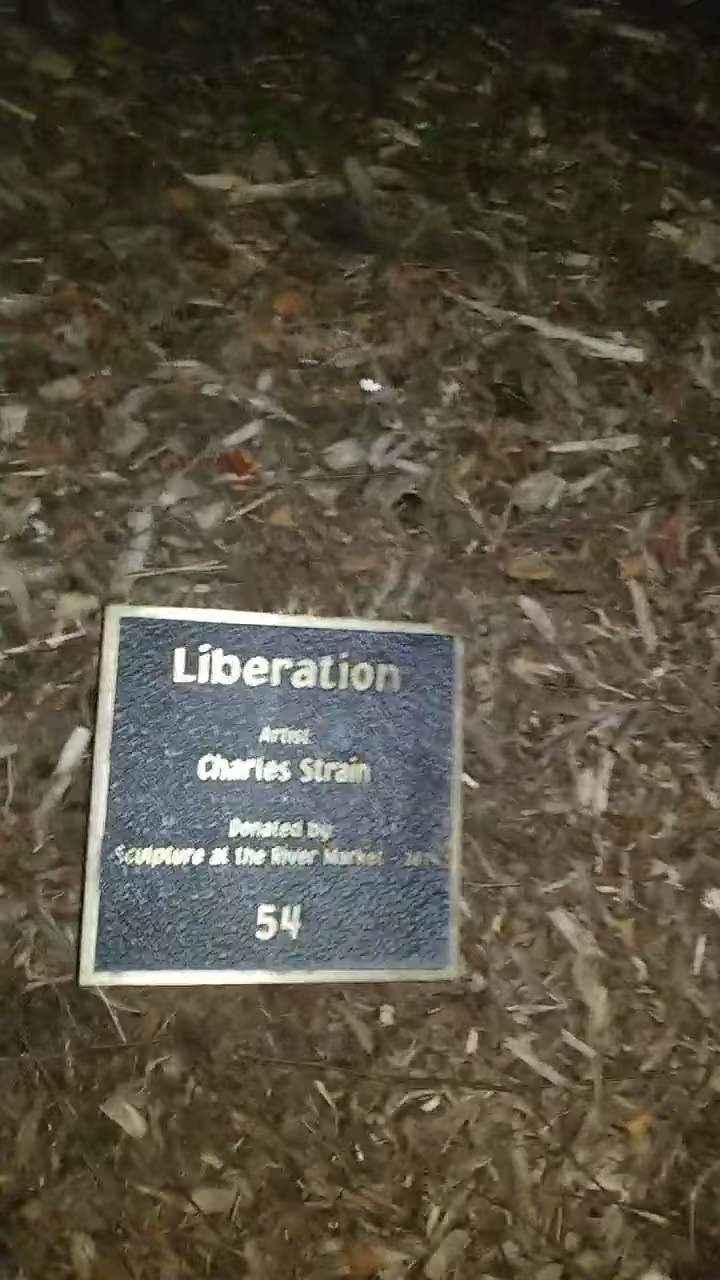 Liberation
Artist:
Charles Strain
Donated by:
Sculpture at the River Market -
54